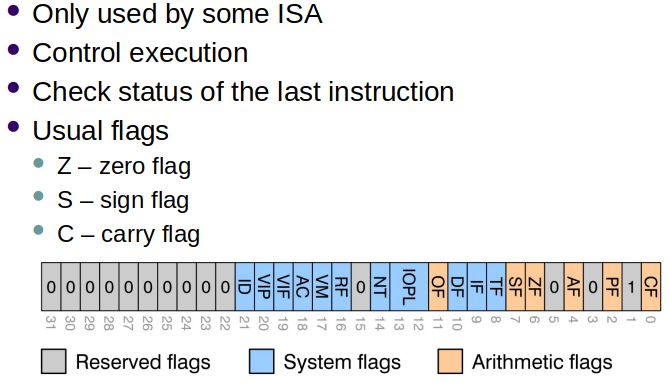 Only used by some ISA
Control execution
Check status of the last instruction
Usual flags
Z – zero flag
S – sign flag
C – carry flag
0 0 0 0 0 0 0 0 0 0 ID VIP VIF AC VM RF 0 NT IOPL OF DF IF TF SF ZF 0 AF 0 PF 1 CF
31 30 29 28 27 26 25 24 23 22 21 20 19 18 17 16 15 14 13 12 11 10 9 8 7 6 5 4 3 2 1 0
Reserved flags System flags Arithmetic flags